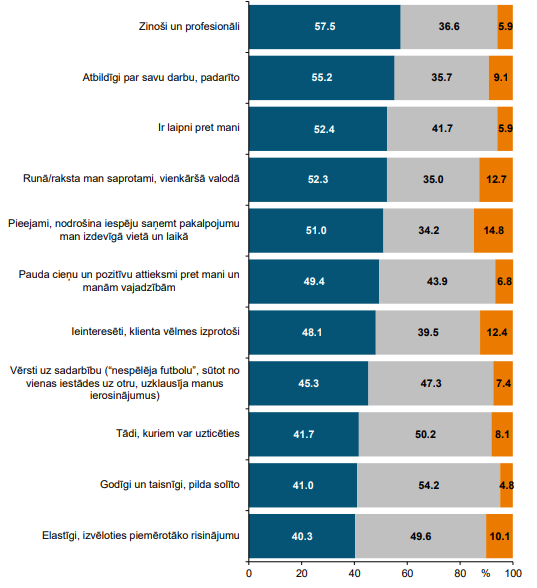 Zinoši un profesionāli
57.5 36.6 5.9
Atbildīgi par savu darbu, padarīto
55.2 35.7 9.1
Ir laipni pret mani
52.4 41.7 5.9
Runā/raksta man saprotami, vienkāršā valodā
52.3 35.0 12.7
Pieejami, nodrošina iespēju saņemt pakalpojumu
man izdevīgā vietā un laikā
51.0 34.2 14.8
Pauda cieņu un pozitīvu attieksmi pret mani un
manām vajadzībām
49.4 43.9 6.8
Ieinteresēti, klienta vēlmes izprotoši
48.1 39.5 12.4
Vērsti uz sadarbību (“nespēlēja futbolu”, sūtot no
vienas iestādes uz otru, uzklausīja manus
ierosinājumus)
45.3 47.3 7.4
Tādi, kuriem var uzticēties
41.7 50.2 8.1
Godīgi un taisnīgi, pilda solīto
41.0 54.2 4.8
Elastīgi, izvēloties piemērotāko risinājumu
40.3 49.6 10.1
0 20 40 60 80 % 100